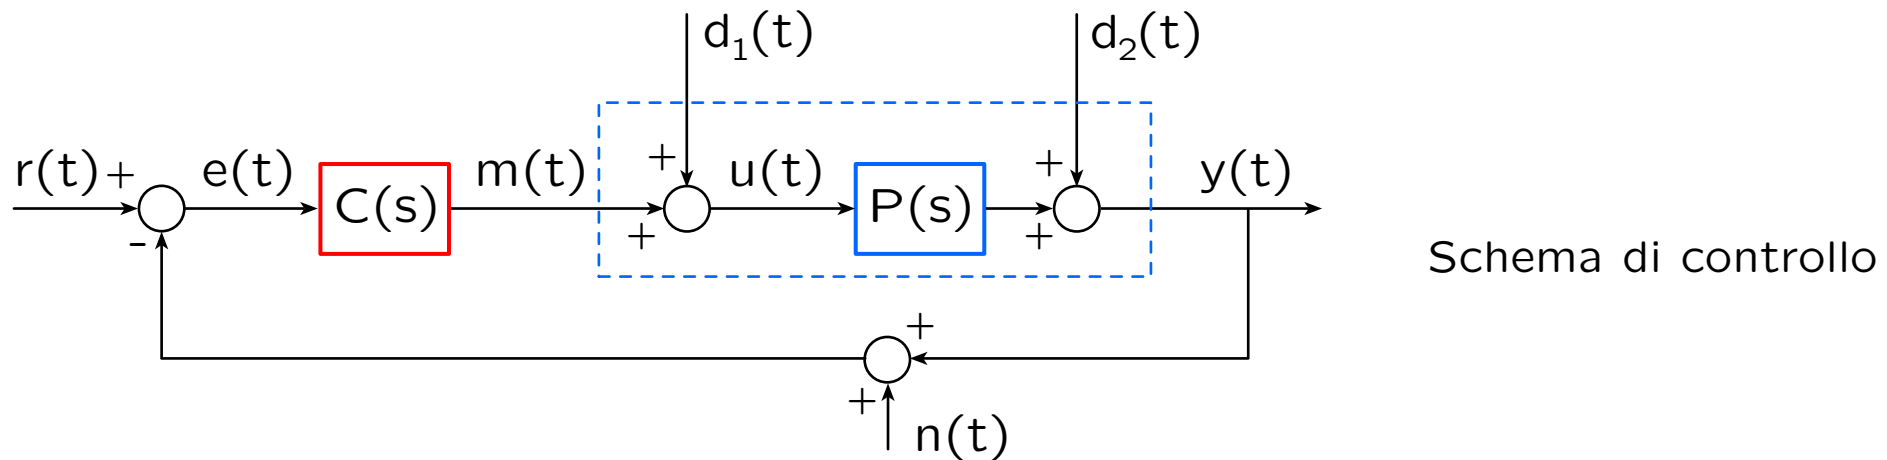 d₁(t)
d₂(t)
r(t) +
e(t)
C(s)
m(t)
+
+
u(t)
P(s)
+
+
y(t)
-
Schema di controllo
+
+
n(t)